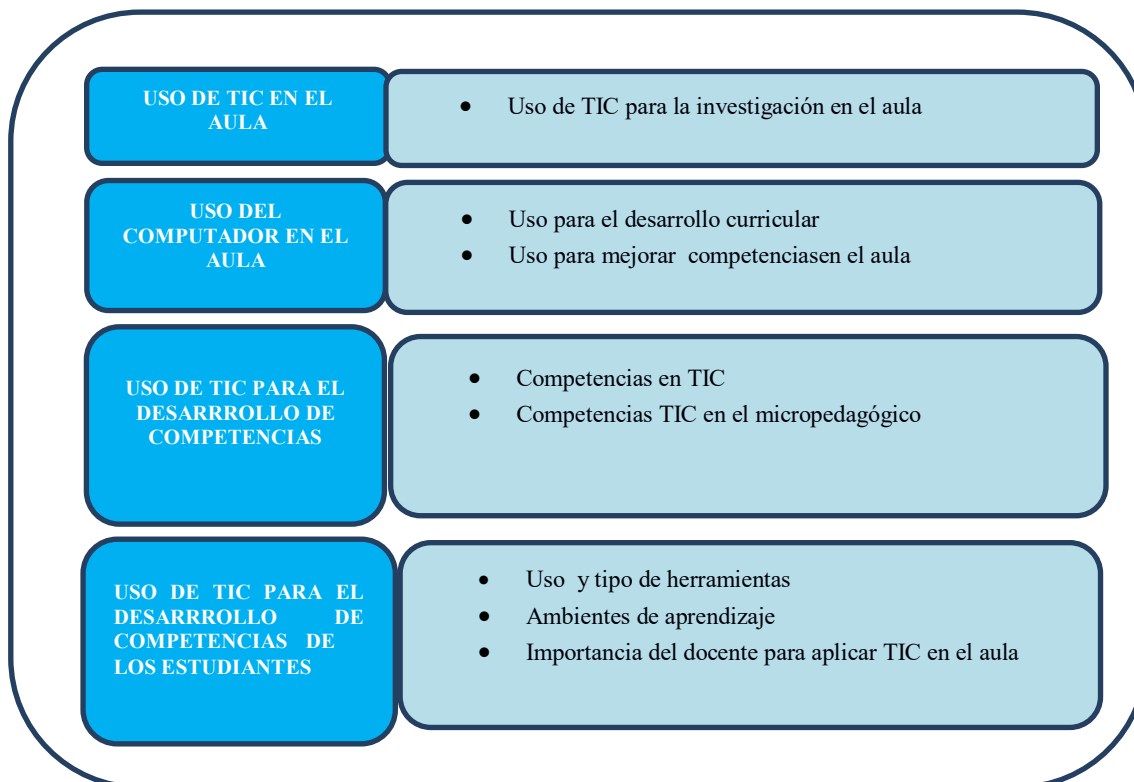 USO DE TIC EN EL
AULA
• Uso de TIC para la investigación en el aula
USO DEL
COMPUTADOR EN EL
AULA
• Uso para el desarrollo curricular
• Uso para mejorar competenciasen el aula
USO DE TIC PARA EL
DESARRROLLO DE
COMPETENCIAS
• Competencias en TIC
• Competencias TIC en el micropedagógico
USO DE TIC PARA EL
DESARRROLLO DE
COMPETENCIAS DE
LOS ESTUDIANTES
• Uso y tipo de herramientas
• Ambientes de aprendizaje
• Importancia del docente para aplicar TIC en el aula